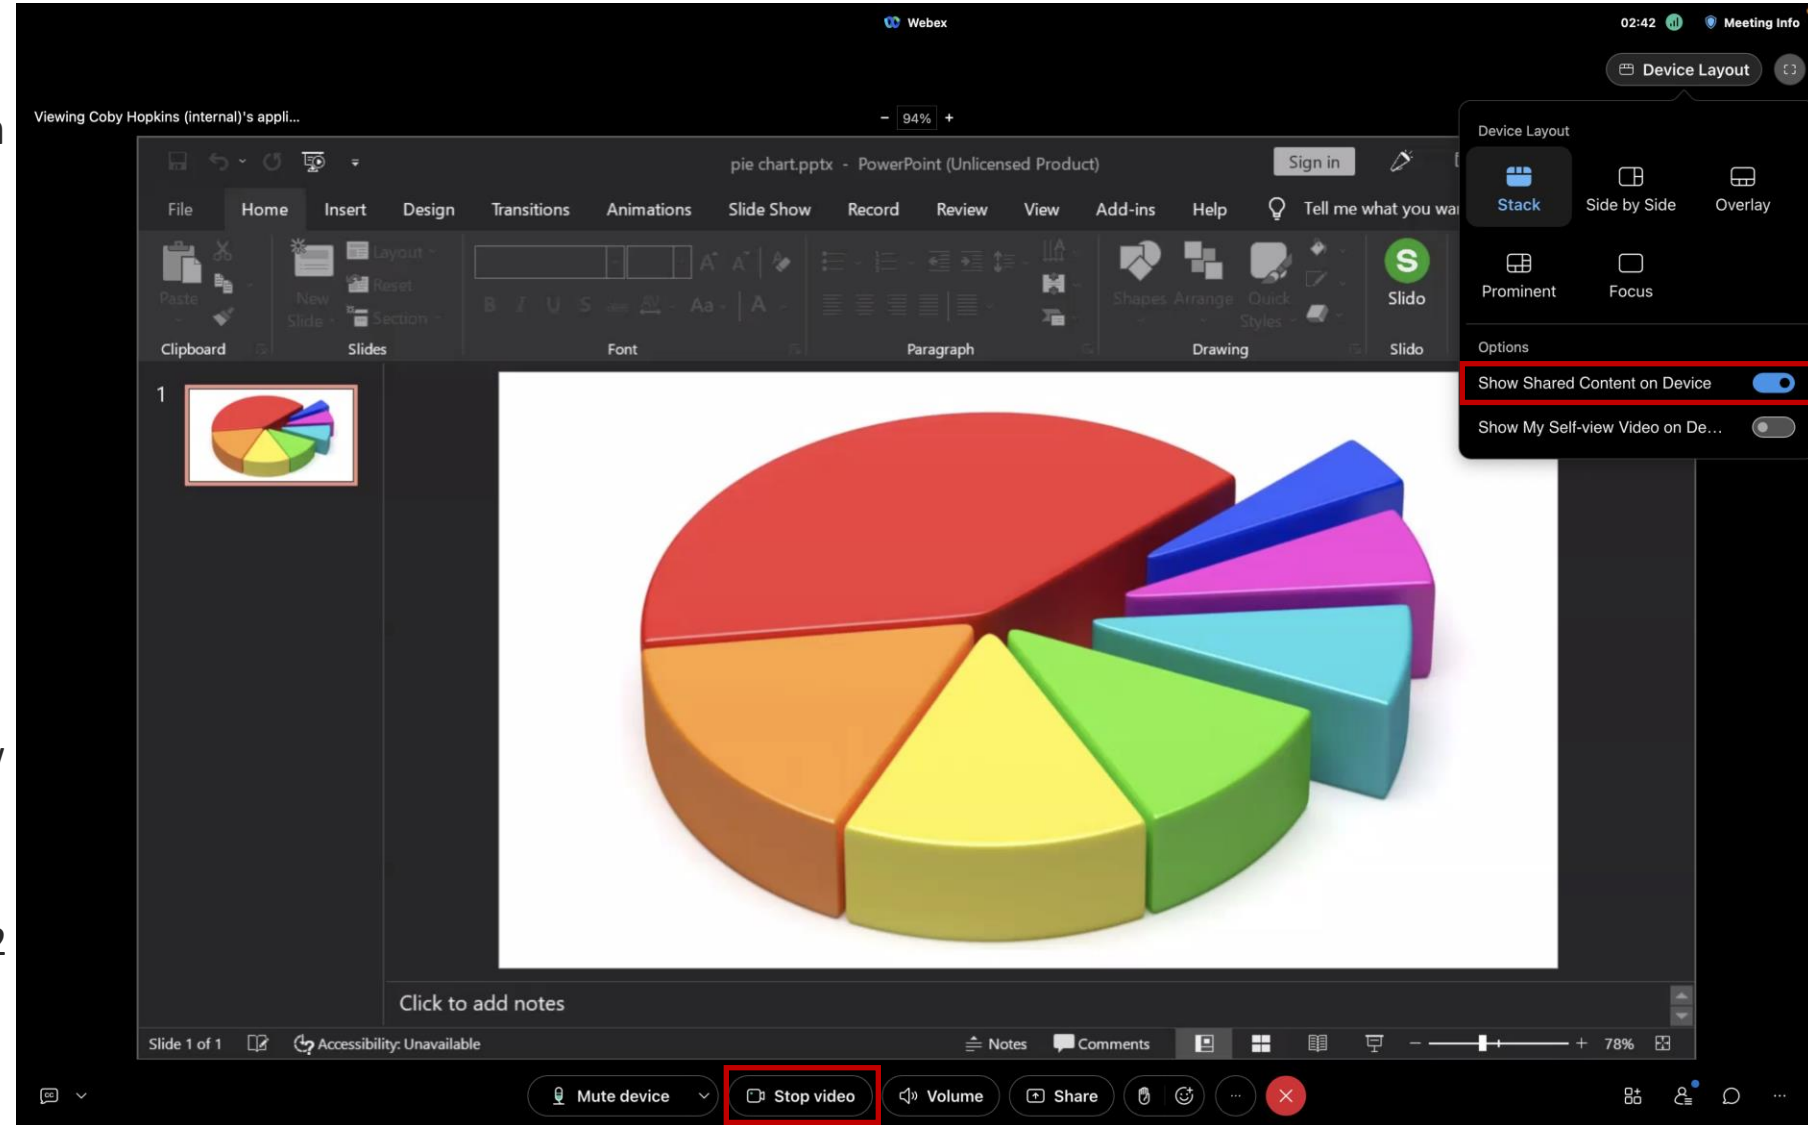 Webex
02:42 Meeting Info
Device Layout
Viewing Coby Hopkins (internal)'s appli...
− 94% +
pie chart.pptx - PowerPoint (Unlicensed Product)
Sign in
File Home Insert Design Transitions Animations Slide Show Record Review View Add-ins Help Tell me what you wa
Paste
New Slide
Layout
Reset
Section
B I U S abc AV Aa A
Shapes Arrange Quick Styles
S
Slido
Clipboard Slides Font Paragraph Drawing Slido
Device Layout
Stack Side by Side Overlay
Prominent Focus
Options
Show Shared Content on Device
Show My Self-view Video on De...
1
Click to add notes
Slide 1 of 1 Accessibility: Unavailable Notes Comments − + 78%
CC Mute device Stop video Volume Share ... ...